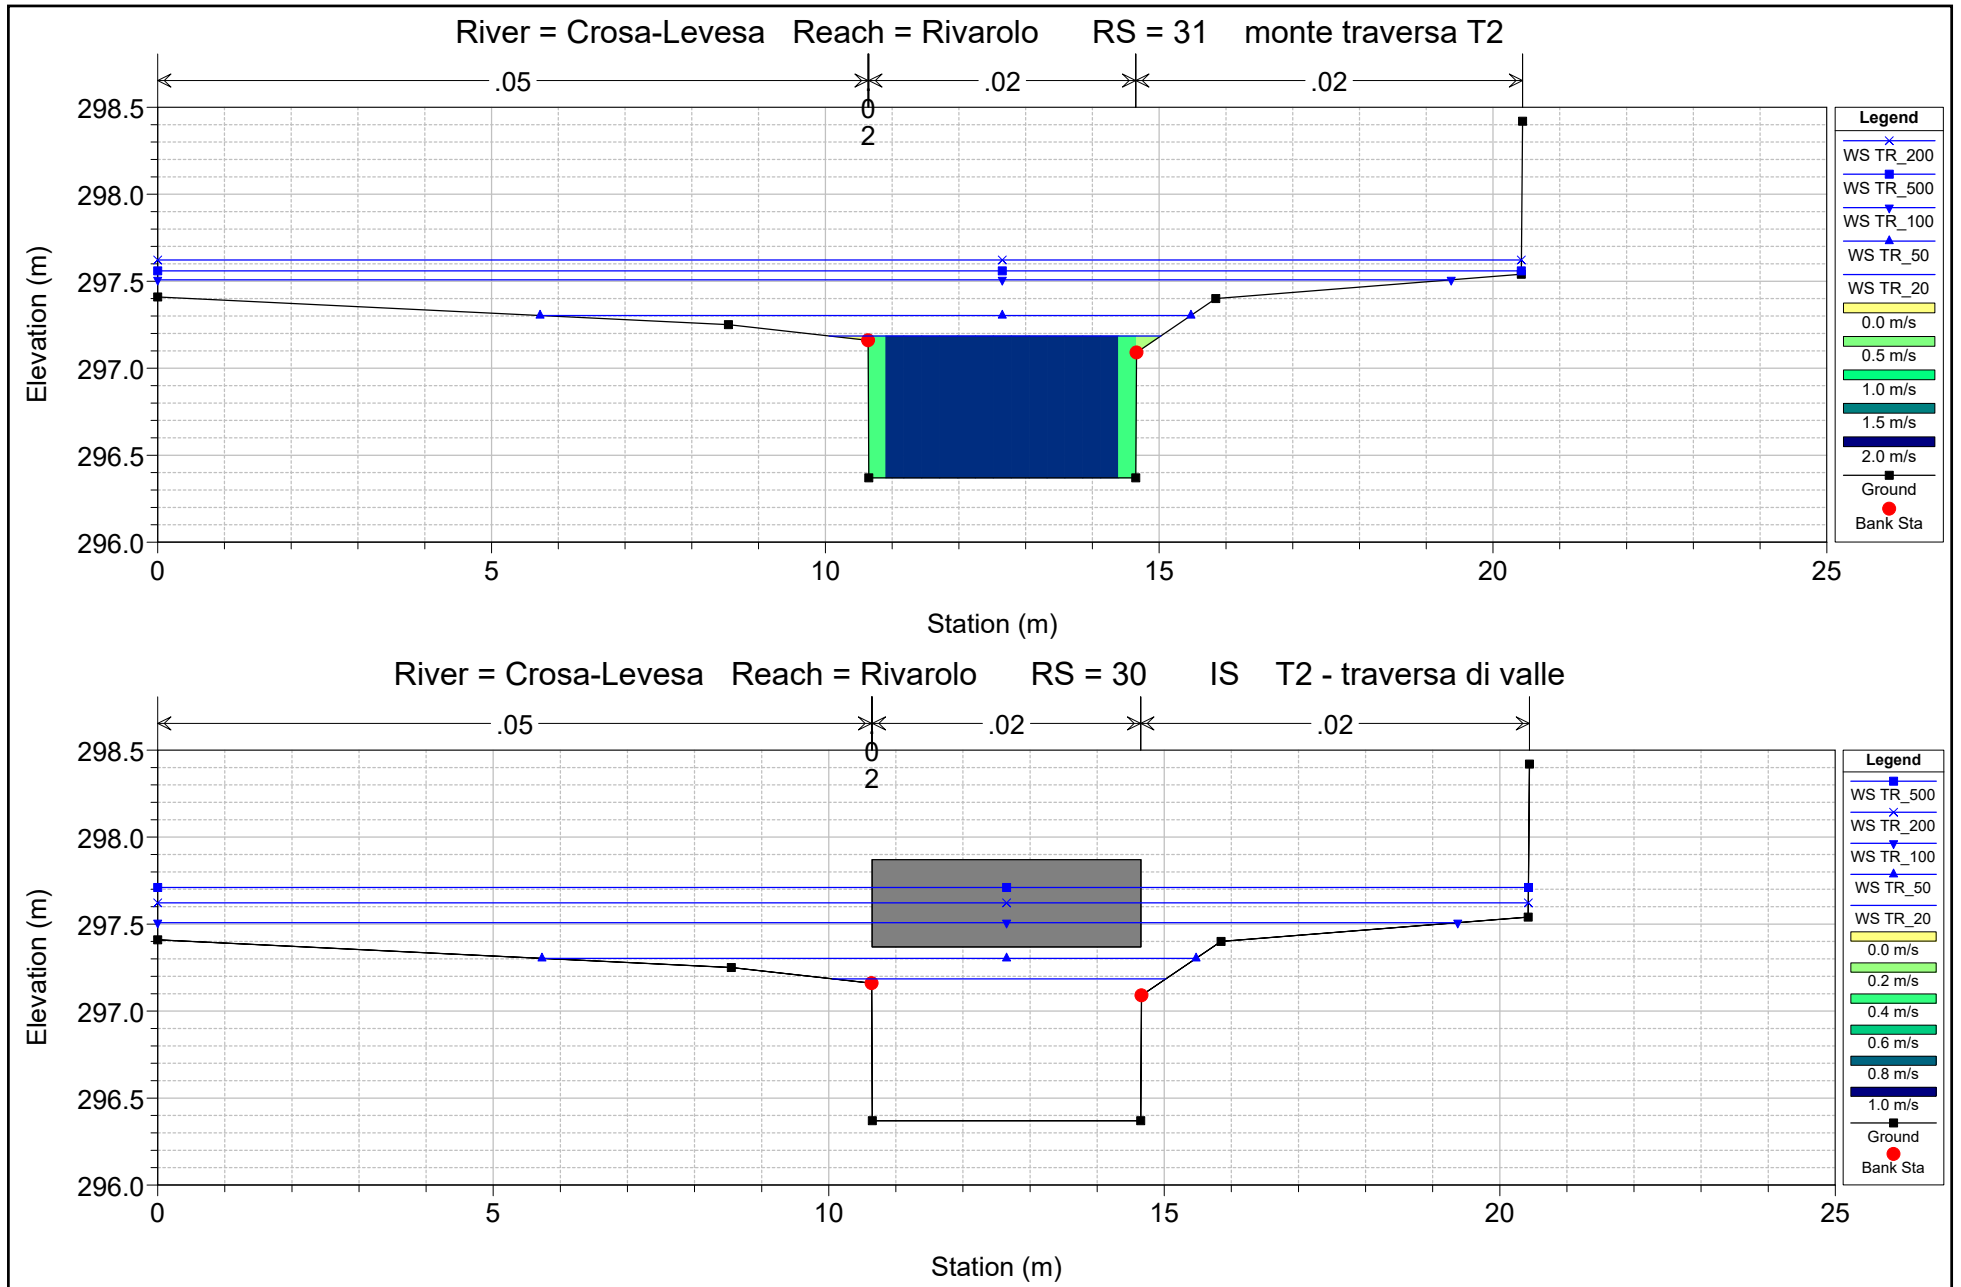 River = Crosa-Levesa Reach = Rivarolo RS = 31 monte traversa T2
.05 .02 .02 .02
298.5
298.0
297.5
297.0
296.5
296.0
Elevation (m)
0 5 10 15 20 25
Station (m)
Legend
WS TR_200
WS TR_500
WS TR_100
WS TR_50
WS TR_20
0.0 m/s
0.5 m/s
1.0 m/s
1.5 m/s
2.0 m/s
Ground
Bank Sta
River = Crosa-Levesa Reach = Rivarolo RS = 30 IS T2 - traversa di valle
.05 .02 .02 .02
298.5
298.0
297.5
297.0
296.5
296.0
Elevation (m)
0 5 10 15 20 25
Station (m)
Legend
WS TR_500
WS TR_200
WS TR_100
WS TR_50
WS TR_20
0.0 m/s
0.2 m/s
0.4 m/s
0.6 m/s
0.8 m/s
1.0 m/s
Ground
Bank Sta